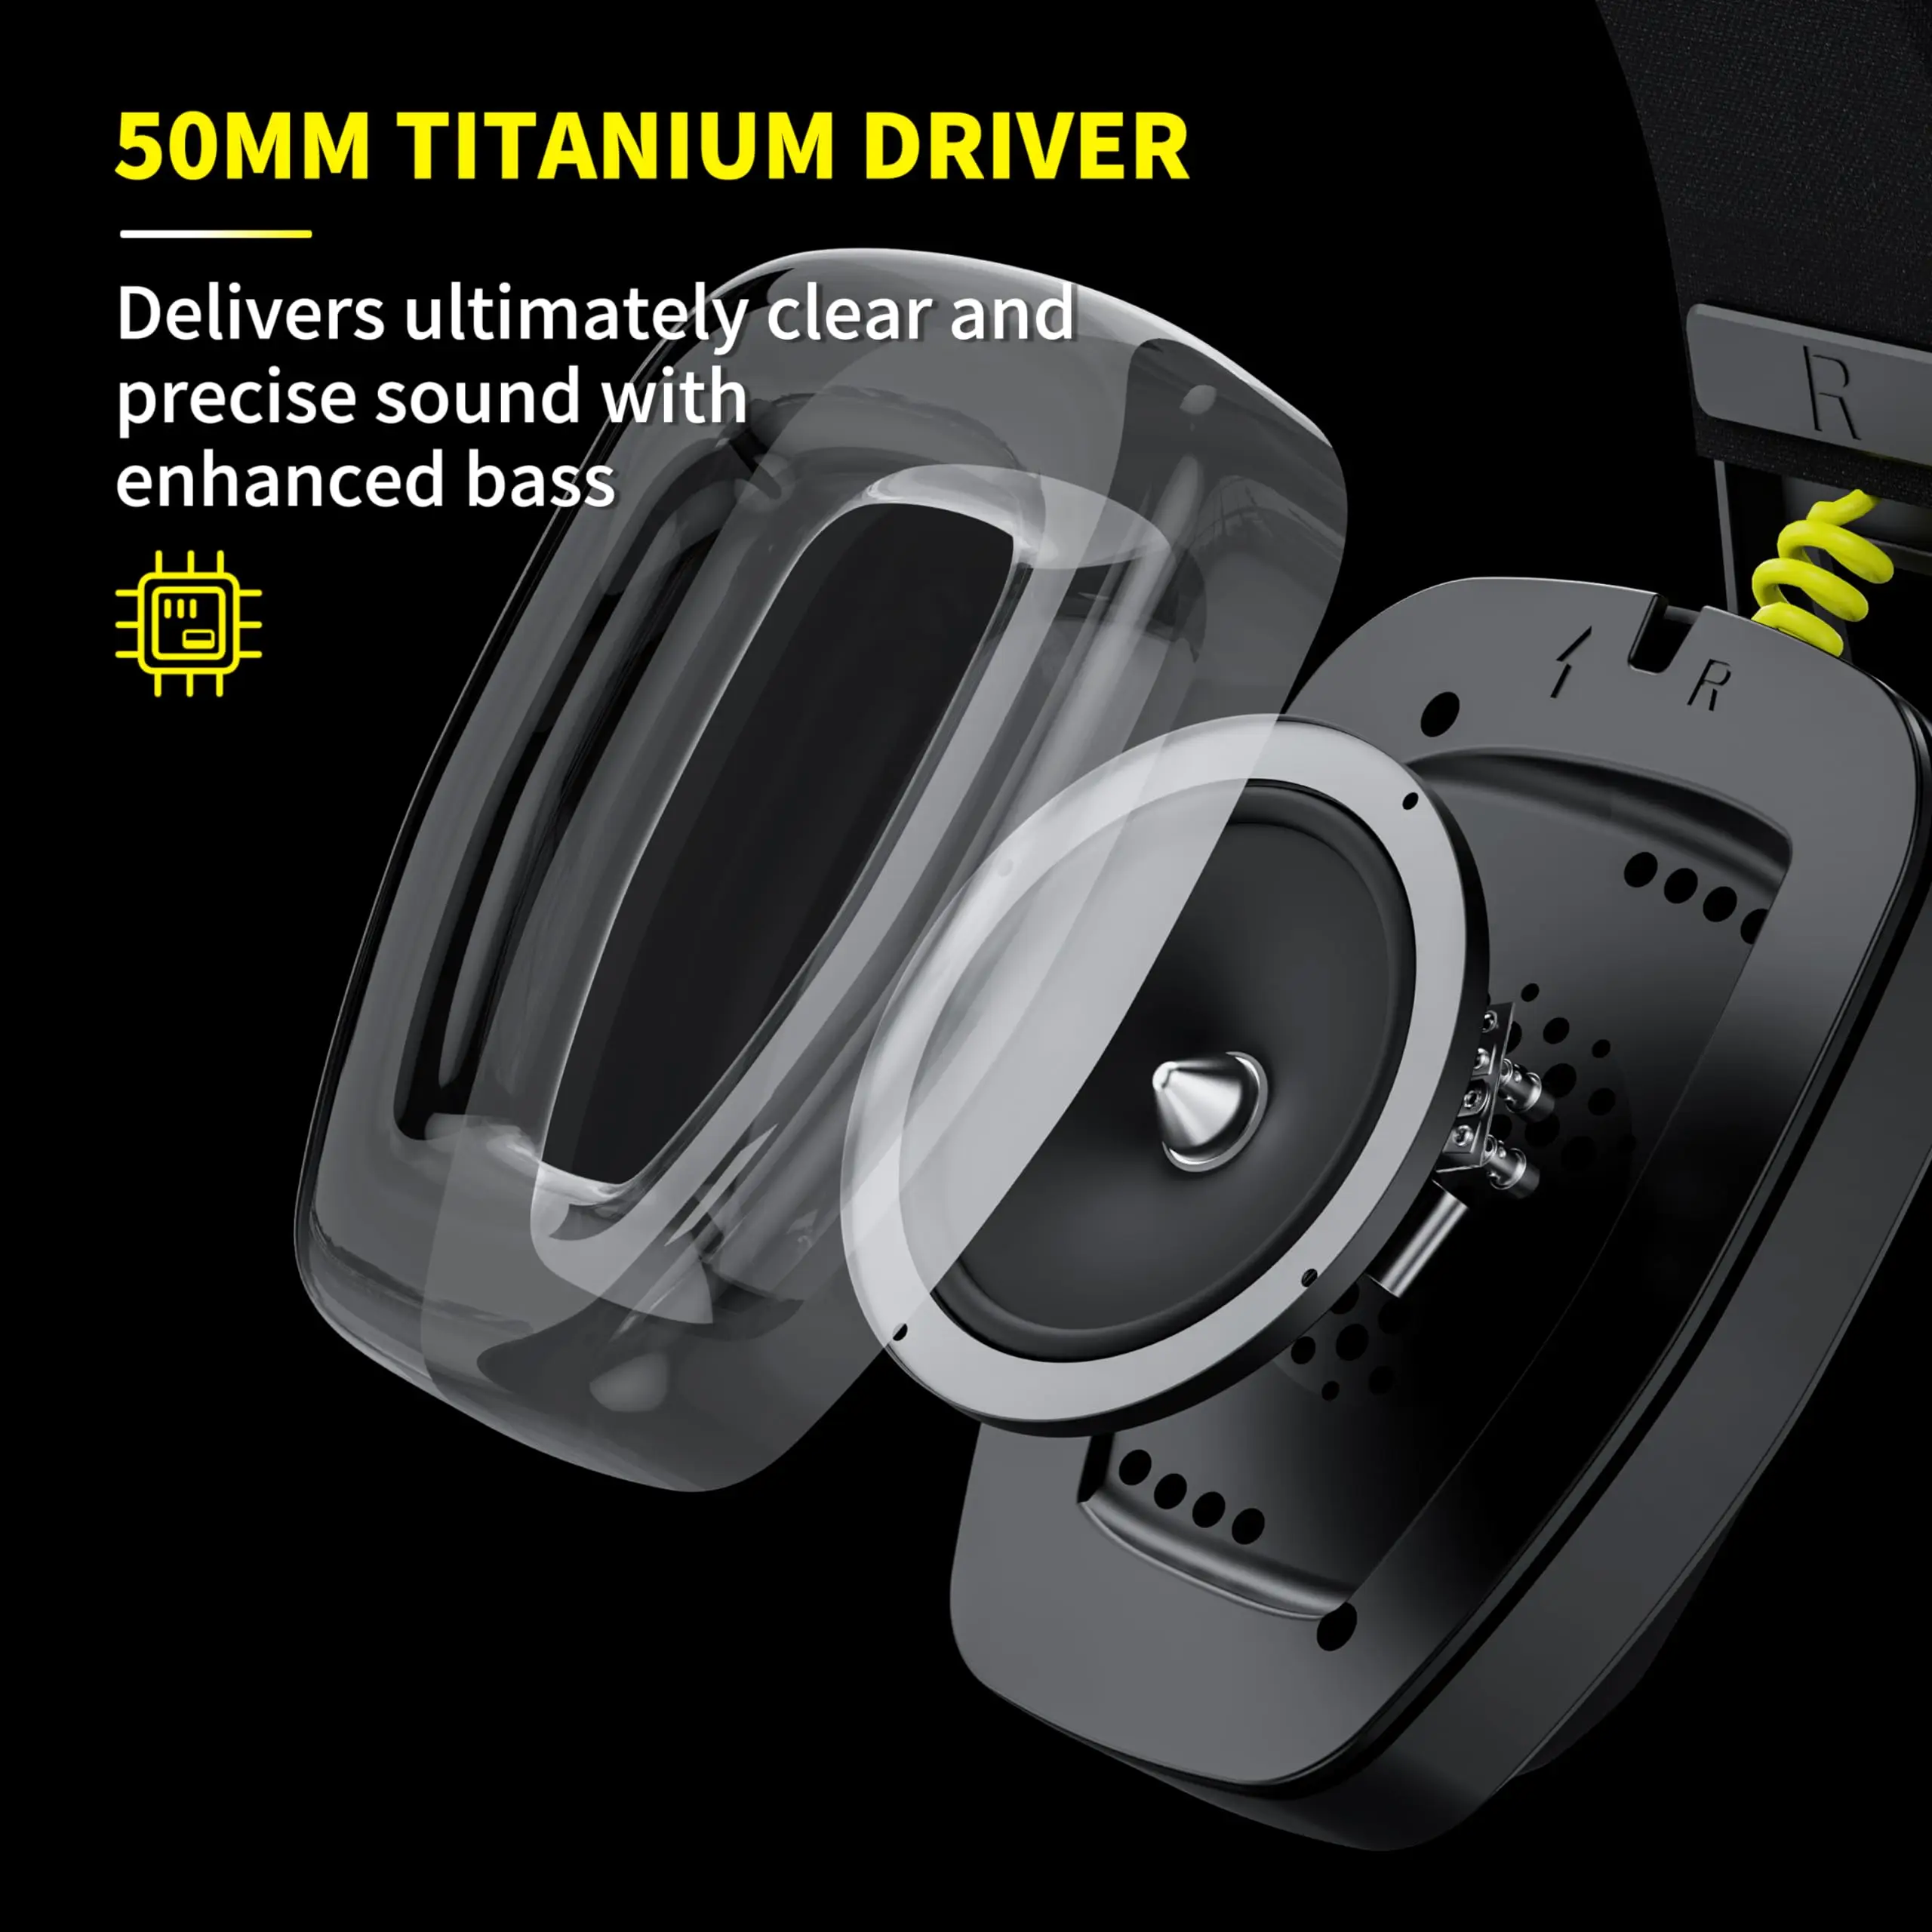 50MM TITANIUM DRIVER
Delivers ultimately clear and
precise sound with
enhanced bass
R
R